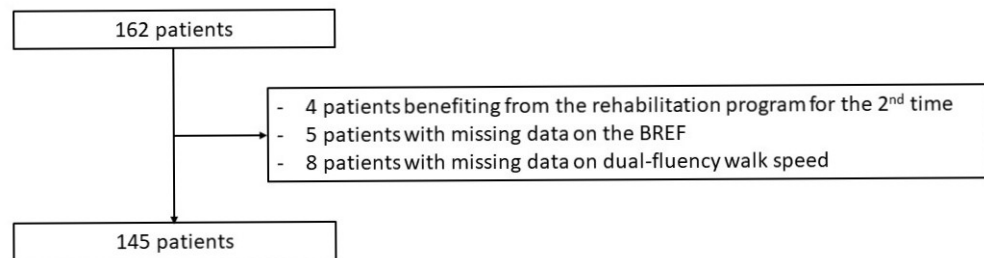 162 patients
- 4 patients benefiting from the rehabilitation program for the 2nd time
- 5 patients with missing data on the BREF
- 8 patients with missing data on dual-fluency walk speed
145 patients